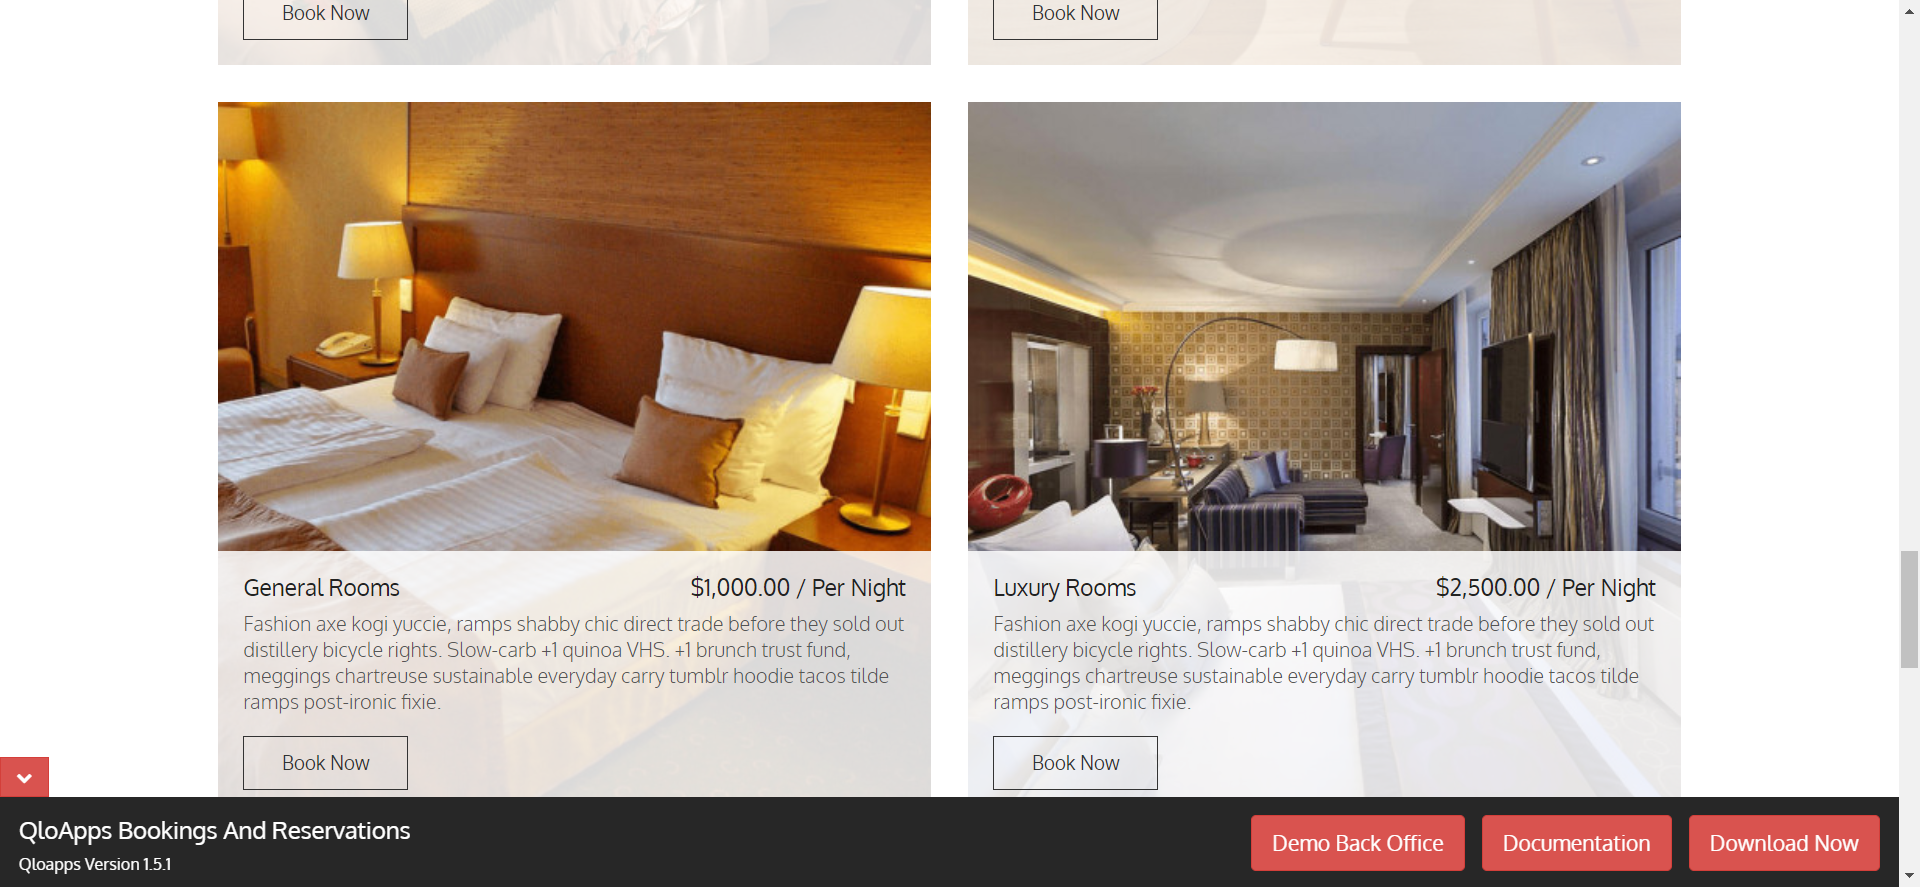 Book Now
Book Now
General Rooms
$1,000.00 / Per Night
Fashion axe kogi yuccie, ramps shabby chic direct trade before they sold out
distillery bicycle rights. Slow-carb +1 quinoa VHS. +1 brunch trust fund,
meggings chartreuse sustainable everyday carry tumblr hoodie tacos tilde
ramps post-ironic fixie.
Book Now
Luxury Rooms
$2,500.00 / Per Night
Fashion axe kogi yuccie, ramps shabby chic direct trade before they sold out
distillery bicycle rights. Slow-carb +1 quinoa VHS. +1 brunch trust fund,
meggings chartreuse sustainable everyday carry tumblr hoodie tacos tilde
ramps post-ironic fixie.
Book Now
QloApps Bookings And Reservations
Qloapps Version 1.5.1
Demo Back Office
Documentation
Download Now